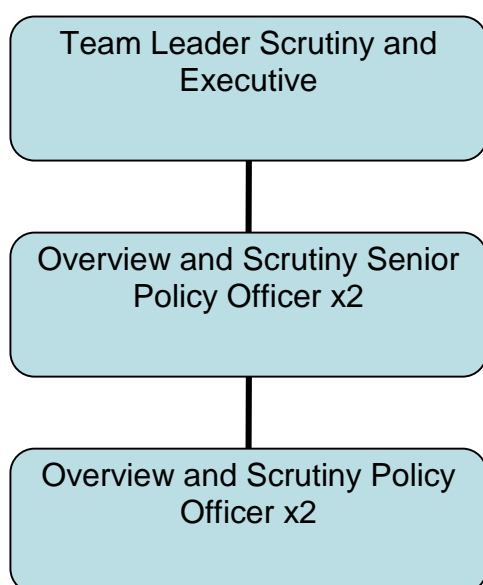 Team Leader Scrutiny and
Executive
Overview and Scrutiny Senior
Policy Officer x2
Overview and Scrutiny Policy
Officer x2